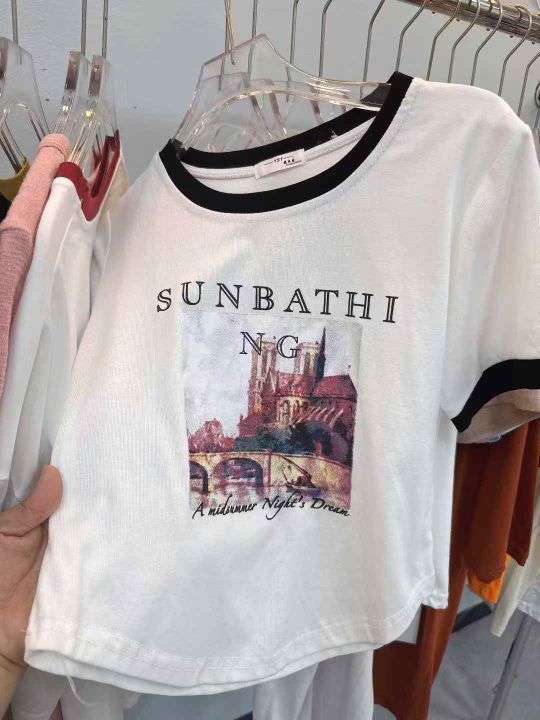 SUNBATHI
NG
A midsummer Night's Dream